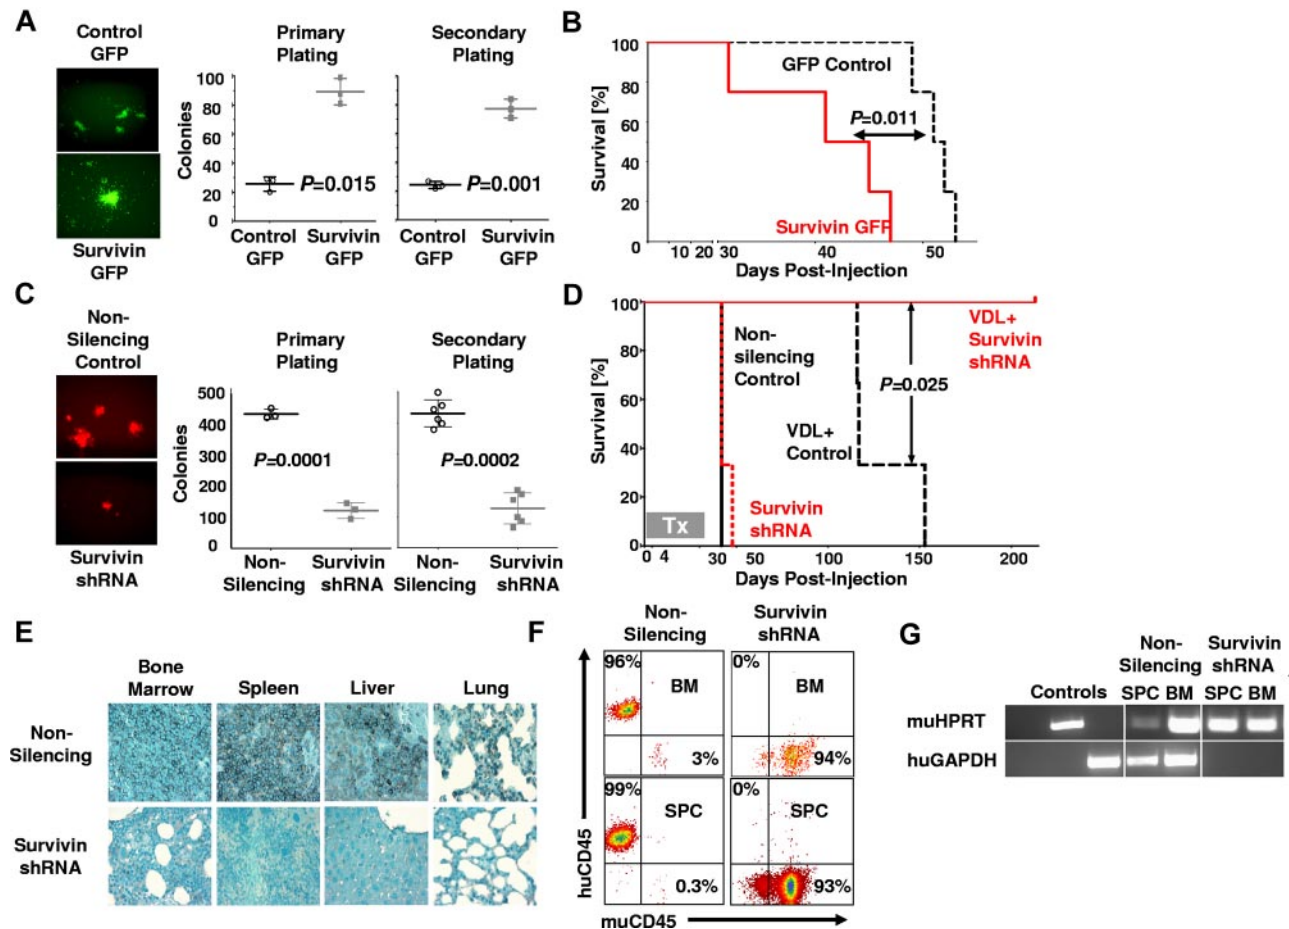 A
Control
GFP
Survivin
GFP
Primary
Plating
Secondary
Plating
Colonies
100
80
60
40
20
0
P=0.015
P=0.001
Control
GFP
Survivin
GFP
Control
GFP
Survivin
GFP
B
Survival [%]
100
80
60
40
20
0
GFP Control
P=0.011
Survivin GFP
10 20 30 40 50
Days Post-Injection
C
Non-
Silencing
Control
Survivin
shRNA
Primary
Plating
Secondary
Plating
Colonies
500
400
300
200
100
0
P=0.0001
P=0.0002
Non-
Silencing
Survivin
shRNA
Non-
Silencing
Survivin
shRNA
D
Survival [%]
100
80
60
40
20
0
Non-
silencing
Control
VDL+
Control
P=0.025
VDL+
Survivin
shRNA
Survivin
shRNA
Tx
0 4 30 50 100 150 200
Days Post-Injection
E
Bone
Marrow
Spleen
Liver
Lung
Non-
Silencing
Survivin
shRNA
F
Non-
Silencing
Survivin
shRNA
huCD45
96%
BM
3%
0%
BM
94%
99%
SPC
0.3%
0%
SPC
93%
muCD45
G
Non-
Silencing
Survivin
shRNA
Controls
SPC BM SPC BM
muHPRT
huGAPDH